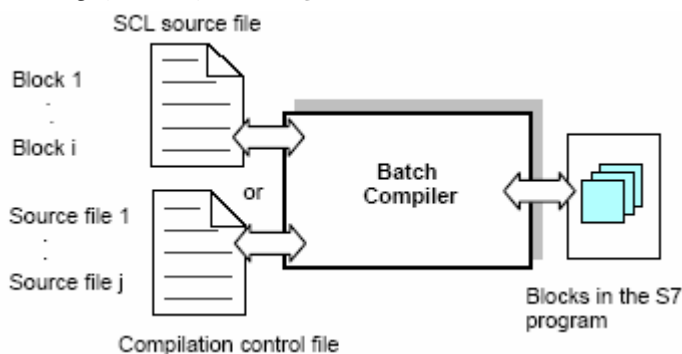 SCL source file
Block 1
.
.
Block i
or
Batch
Compiler
Source file 1
.
.
Source file j
Blocks in the S7
program
Compilation control file